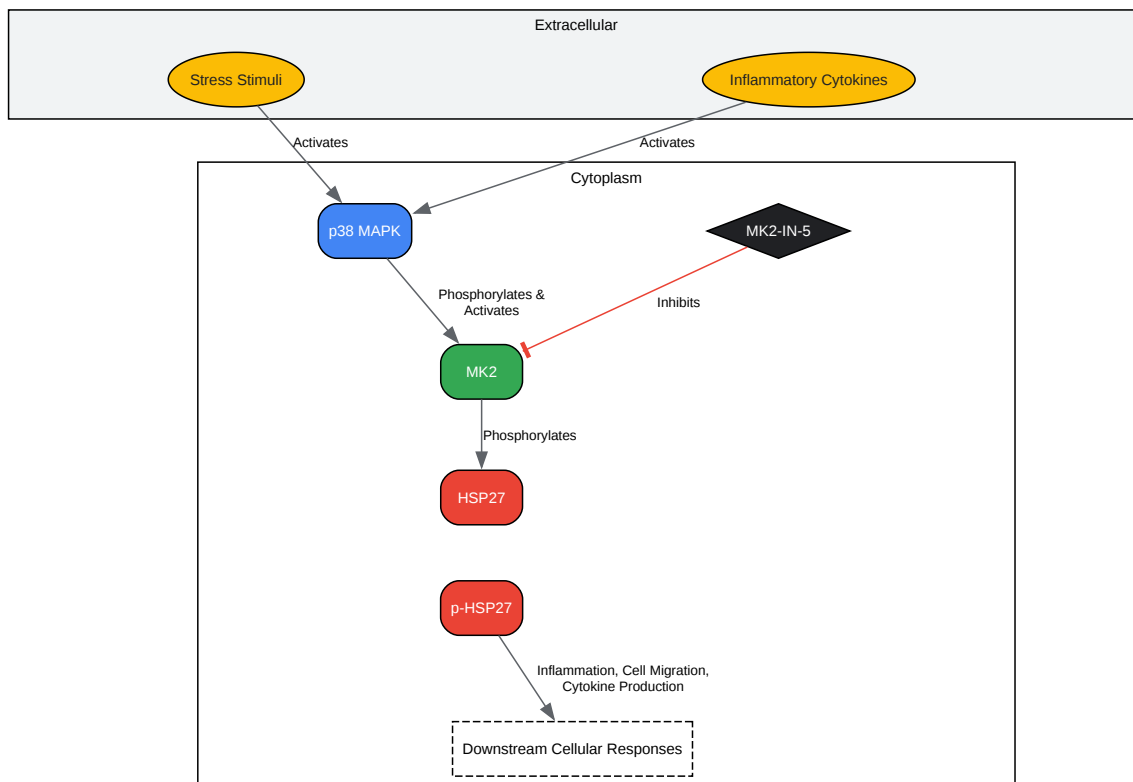 Extracellular
Stress Stimuli
Inflammatory Cytokines
Activates
Activates
Cytoplasm
p38 MAPK
MK2-IN-5
Phosphorylates &
Activates
Inhibits
MK2
Phosphorylates
HSP27
p-HSP27
Inflammation, Cell Migration,
Cytokine Production
Downstream Cellular Responses